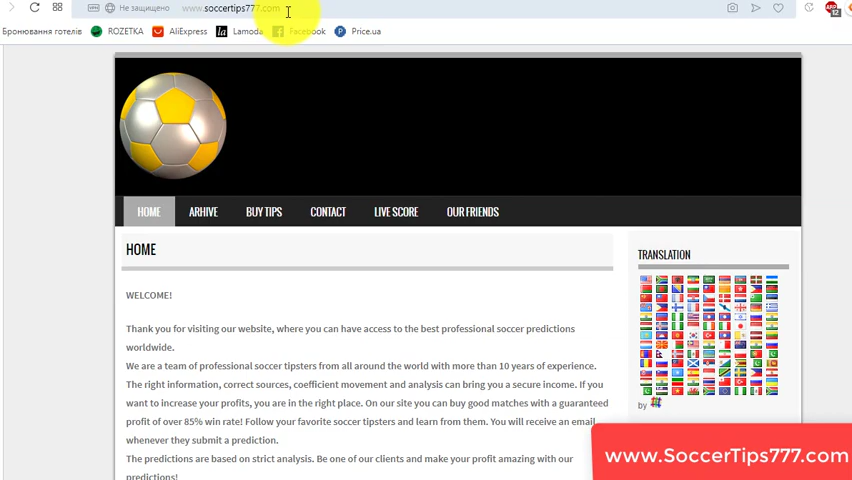 Не защищено www.soccertips777.com
Бронювання готелів ROZETKA AliExpress Lamoda Facebook Price.ua
HOME ARHIVE BUY TIPS CONTACT LIVE SCORE OUR FRIENDS
HOME
WELCOME!
Thank you for visiting our website, where you can have access to the best professional soccer predictions
worldwide.
We are a team of professional soccer tipsters from all around the world with more than 10 years of experience.
The right information, correct sources, coefficient movement and analysis can bring you a secure income. If you
want to increase your profits, you are in the right place. On our site you can buy good matches with a guaranteed
profit of over 85% win rate! Follow your favorite soccer tipsters and learn from them. You will receive an email
whenever they submit a prediction.
The predictions are based on strict analysis. Be one of our clients and make your profit amazing with our
predictions!
TRANSLATION
by
www.SoccerTips777.com